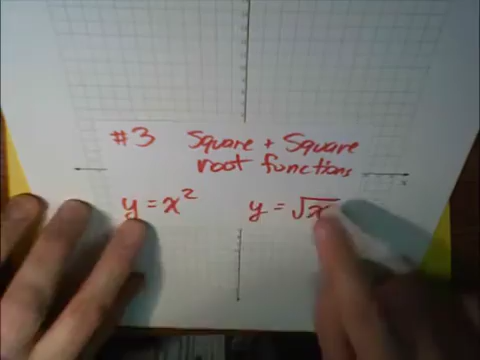 #3 Square + Square
root functions
y = x² y = √x